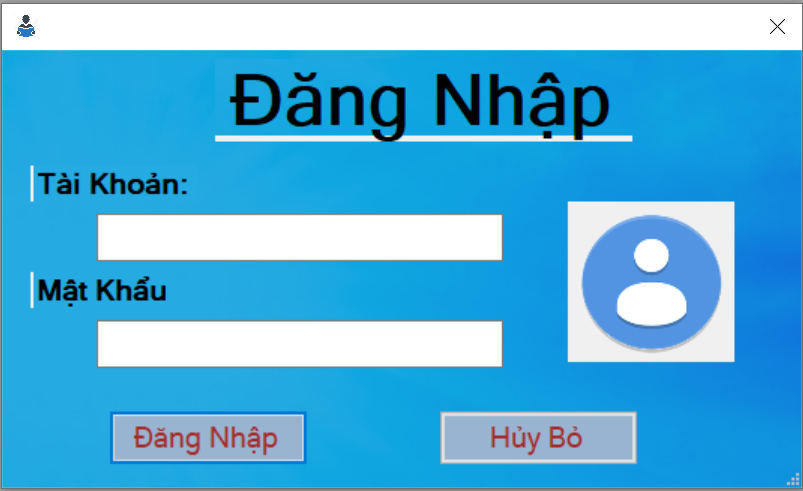 Đăng Nhập
Tài Khoản:
Mật Khẩu
Đăng Nhập
Hủy Bỏ